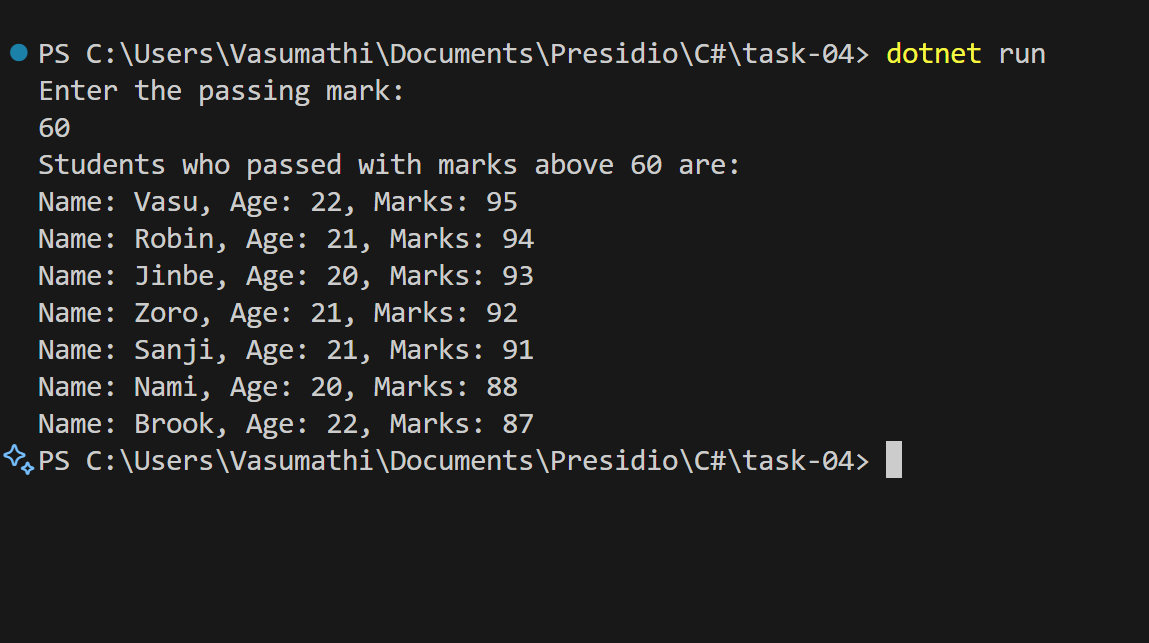 PS C:\Users\Vasumathi\Documents\Presidio\C#\task-04> dotnet run
Enter the passing mark:
60
Students who passed with marks above 60 are:
Name: Vasu, Age: 22, Marks: 95
Name: Robin, Age: 21, Marks: 94
Name: Jinbe, Age: 20, Marks: 93
Name: Zoro, Age: 21, Marks: 92
Name: Sanji, Age: 21, Marks: 91
Name: Nami, Age: 20, Marks: 88
Name: Brook, Age: 22, Marks: 87
PS C:\Users\Vasumathi\Documents\Presidio\C#\task-04>